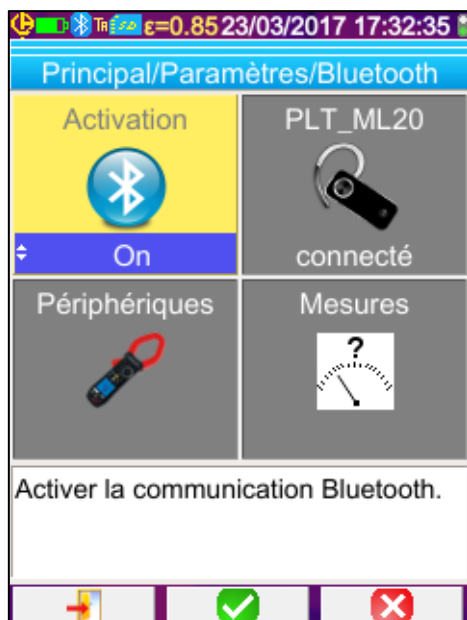 ε=0.85 23/03/2017 17:32:35
Principal/Paramètres/Bluetooth
Activation
On
PLT_ML20
connecté
Périphériques
Mesures
?
Activer la communication Bluetooth.